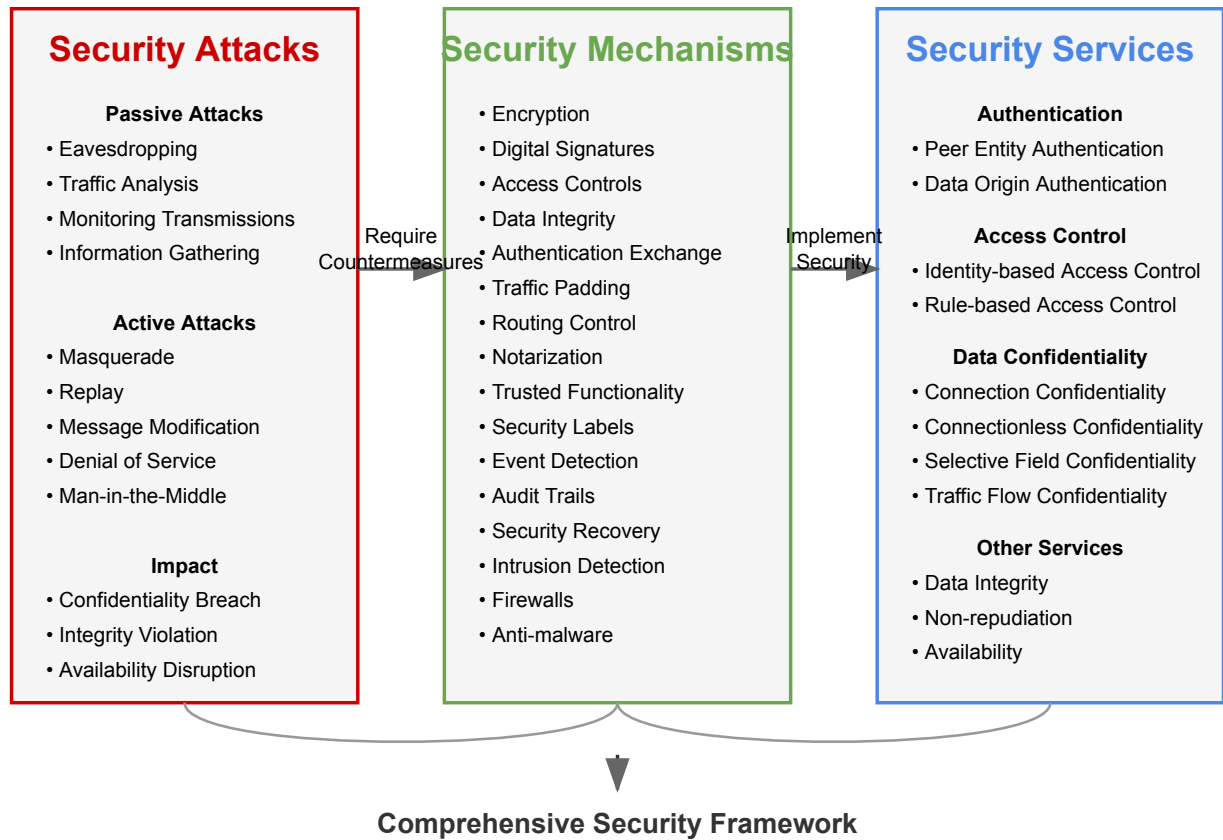 Security Attacks
Passive Attacks
• Eavesdropping
• Traffic Analysis
• Monitoring Transmissions
• Information Gathering
Active Attacks
• Masquerade
• Replay
• Message Modification
• Denial of Service
• Man-in-the-Middle
Impact
• Confidentiality Breach
• Integrity Violation
• Availability Disruption
Require
Countermeasures
Security Mechanisms
• Encryption
• Digital Signatures
• Access Controls
• Data Integrity
• Authentication Exchange
• Traffic Padding
• Routing Control
• Notarization
• Trusted Functionality
• Security Labels
• Event Detection
• Audit Trails
• Security Recovery
• Intrusion Detection
• Firewalls
• Anti-malware
Implement
Security
Security Services
Authentication
• Peer Entity Authentication
• Data Origin Authentication
Access Control
• Identity-based Access Control
• Rule-based Access Control
Data Confidentiality
• Connection Confidentiality
• Connectionless Confidentiality
• Selective Field Confidentiality
• Traffic Flow Confidentiality
Other Services
• Data Integrity
• Non-repudiation
• Availability
Comprehensive Security Framework